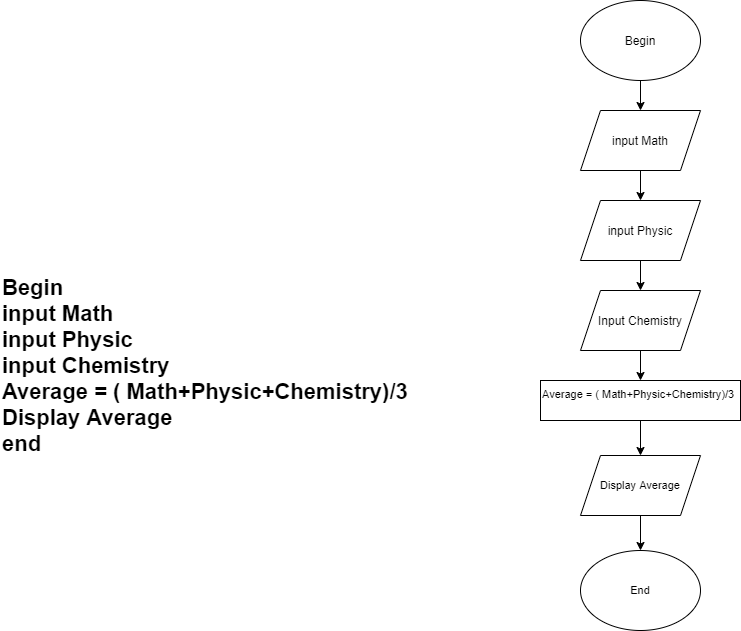 Begin
input Math
input Physic
input Chemistry
Average = ( Math+Physic+Chemistry)/3
Display Average
end
Begin
input Math
input Physic
Input Chemistry
Average = ( Math+Physic+Chemistry)/3
Display Average
End